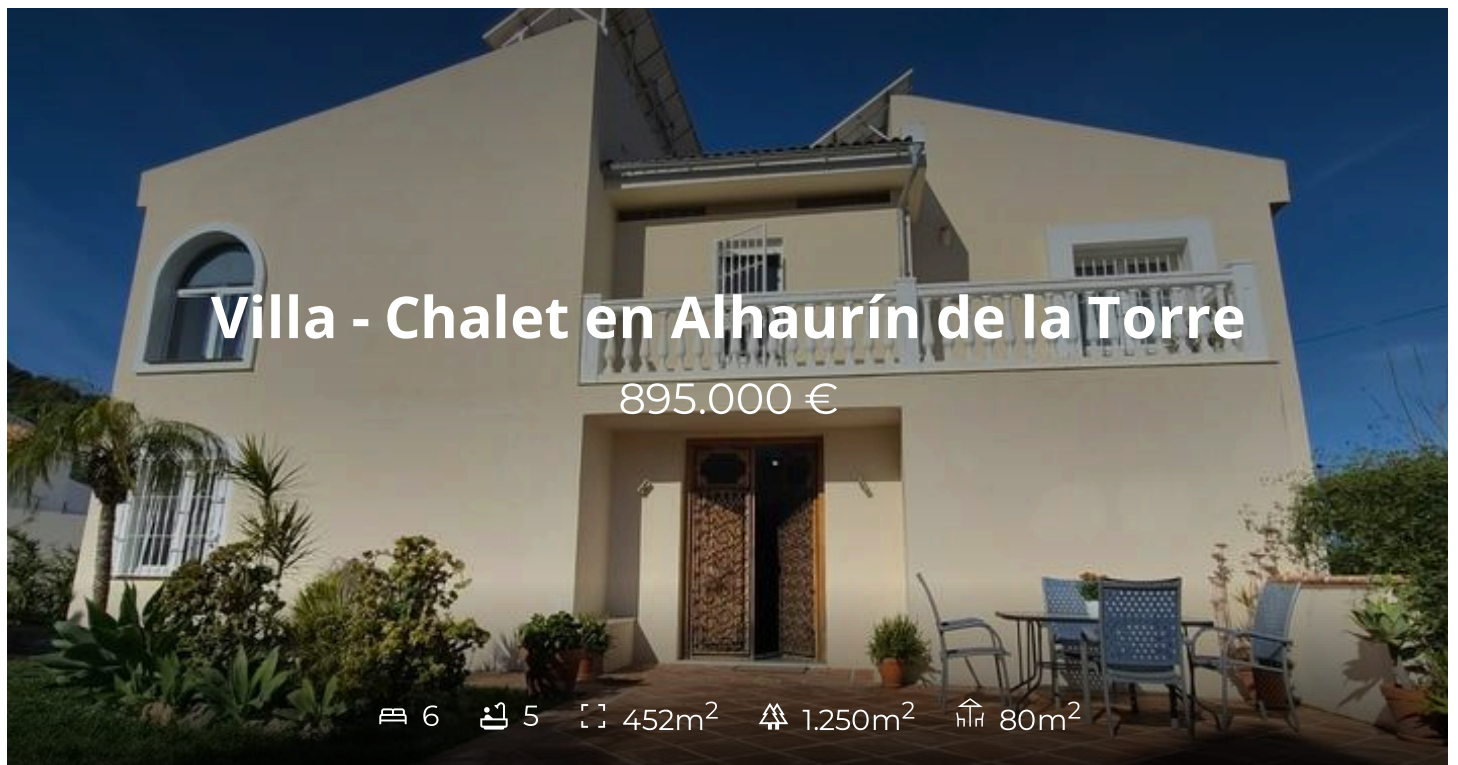 Villa - Chalet en Alhaurín de la Torre
895.000 €
6 5 452m² 1.250m² 80m²